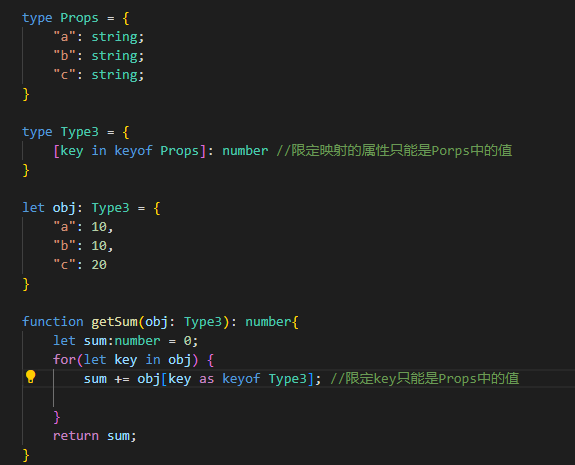 type Props = {
"a": string;
"b": string;
"c": string;
}
type Type3 = {
[key in keyof Props]: number //限定映射的属性只能是Porps中的值
}
let obj: Type3 = {
"a": 10,
"b": 10,
"c": 20
}
function getSum(obj: Type3): number{
let sum:number = 0;
for(let key in obj) {
sum += obj[key as keyof Type3]; //限定key只能是Props中的值
}
return sum;
}